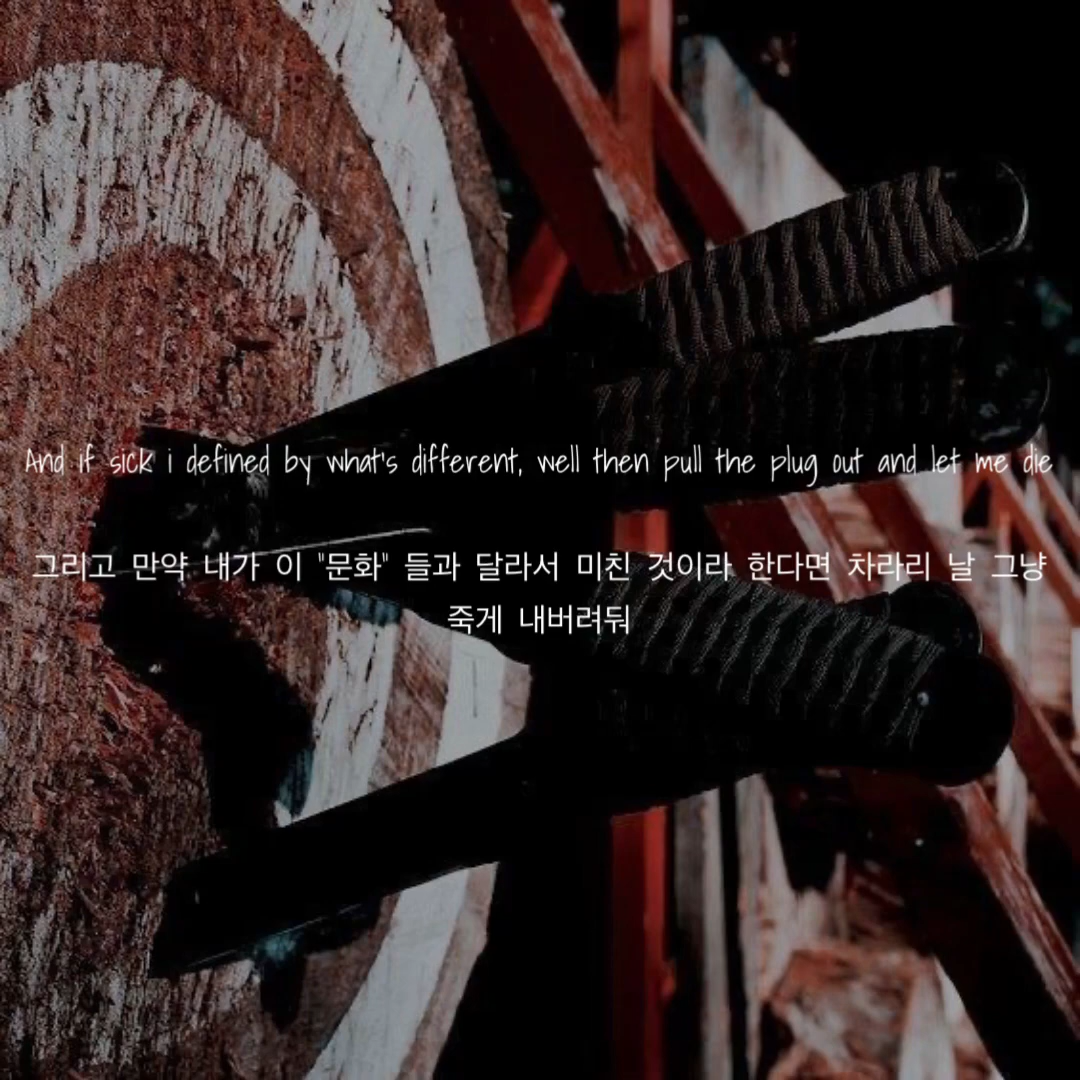 And if sick i defined by what's different, well then pull the plug out and let me die
그리고 만약 내가 이 "문화" 들과 달라서 미친 것이라 한다면 차라리 날 그냥
죽게 내버려둬